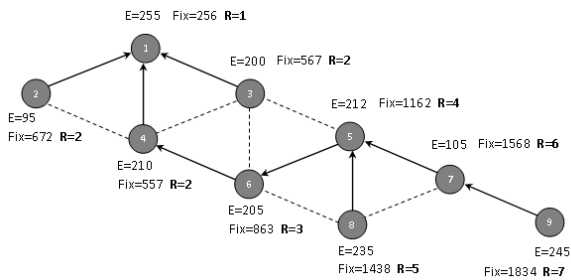 E=255 Fix=256 R=1
1
E=200 Fix=567 R=2
2
3
E=95
Fix=672 R=2
E=212 Fix=1162 R=4
4
5
E=105 Fix=1568 R=6
E=210
Fix=557 R=2
6
7
E=205
Fix=863 R=3
8
9
E=235
Fix=1438 R=5
E=245
Fix=1834 R=7